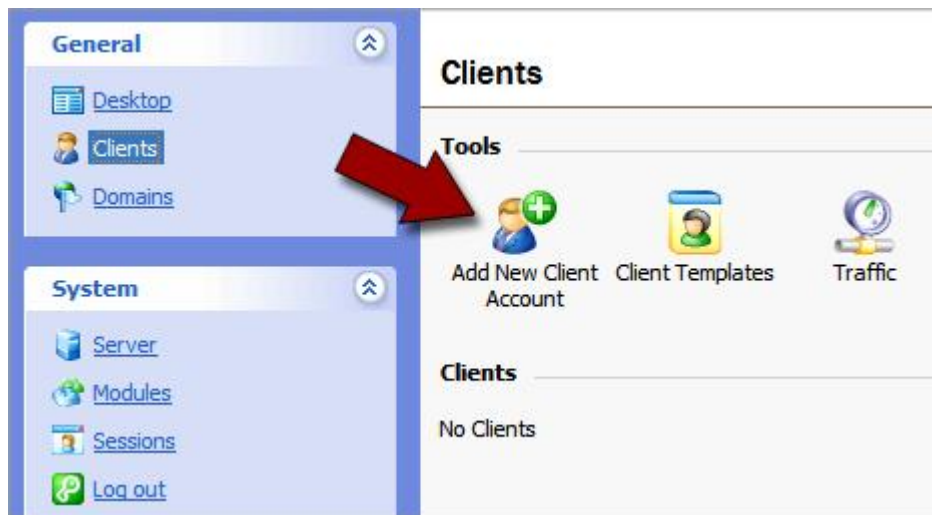 General
Desktop
Clients
Domains
System
Server
Modules
Sessions
Log out
Clients
Tools
Add New Client
Account
Client Templates
Traffic
Clients
No Clients